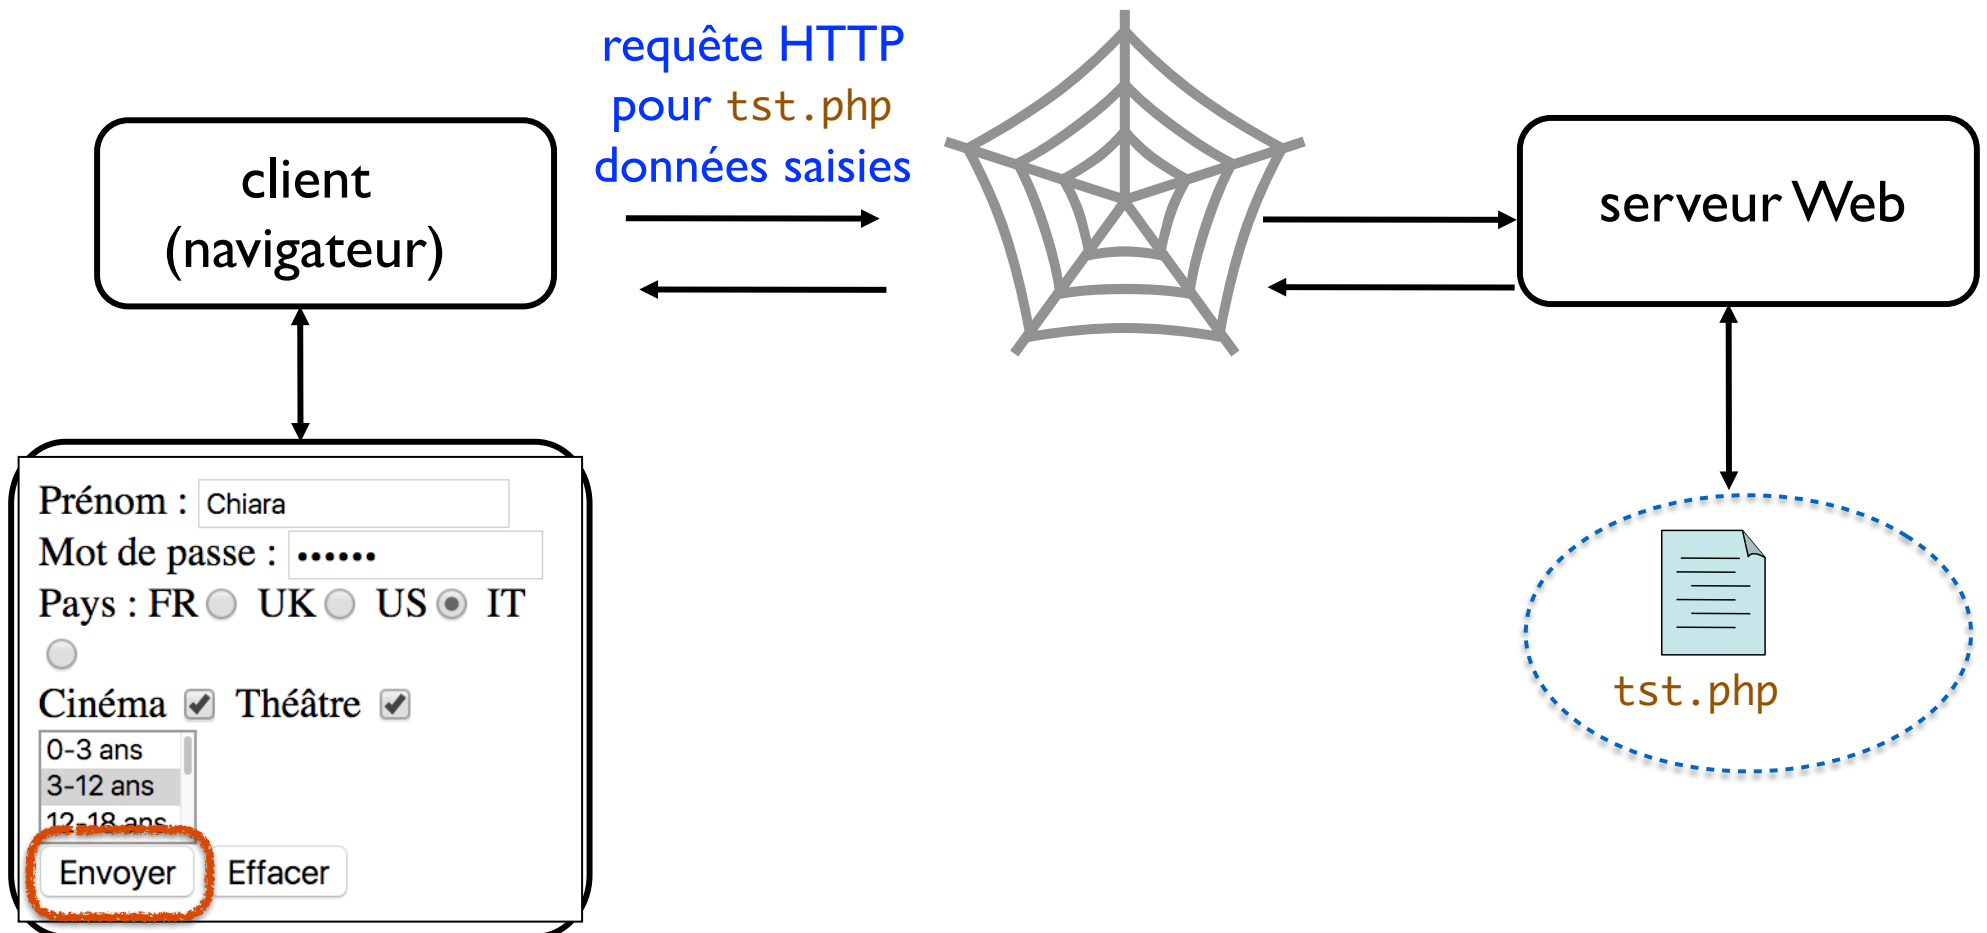 requête HTTP
pour tst.php
données saisies
client
(navigateur)
serveur Web
Prénom : Chiara
Mot de passe : ••••••
Pays : FR UK US IT
Cinéma Théâtre
0-3 ans
3-12 ans
12-18 ans
Envoyer Effacer
tst.php